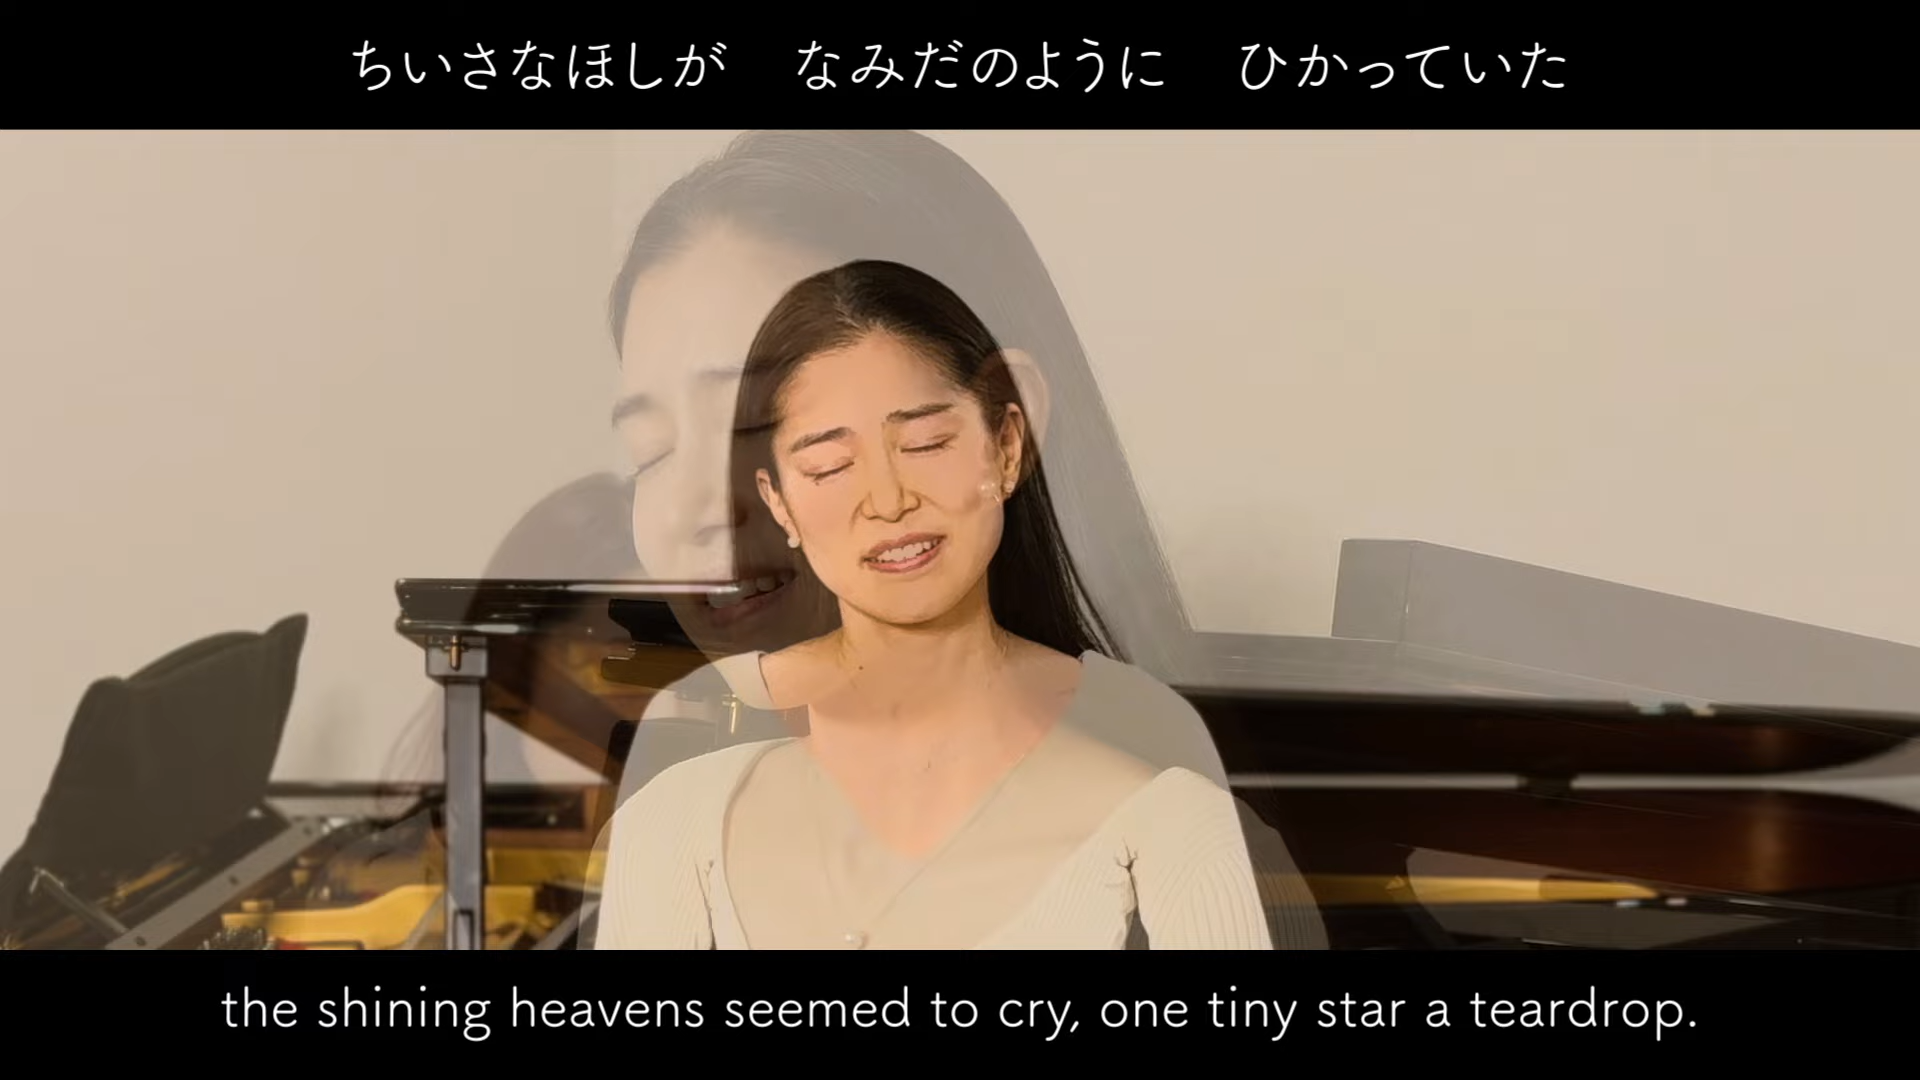 ちいさなほしが　なみだのように　ひかっていた
the shining heavens seemed to cry, one tiny star a teardrop.